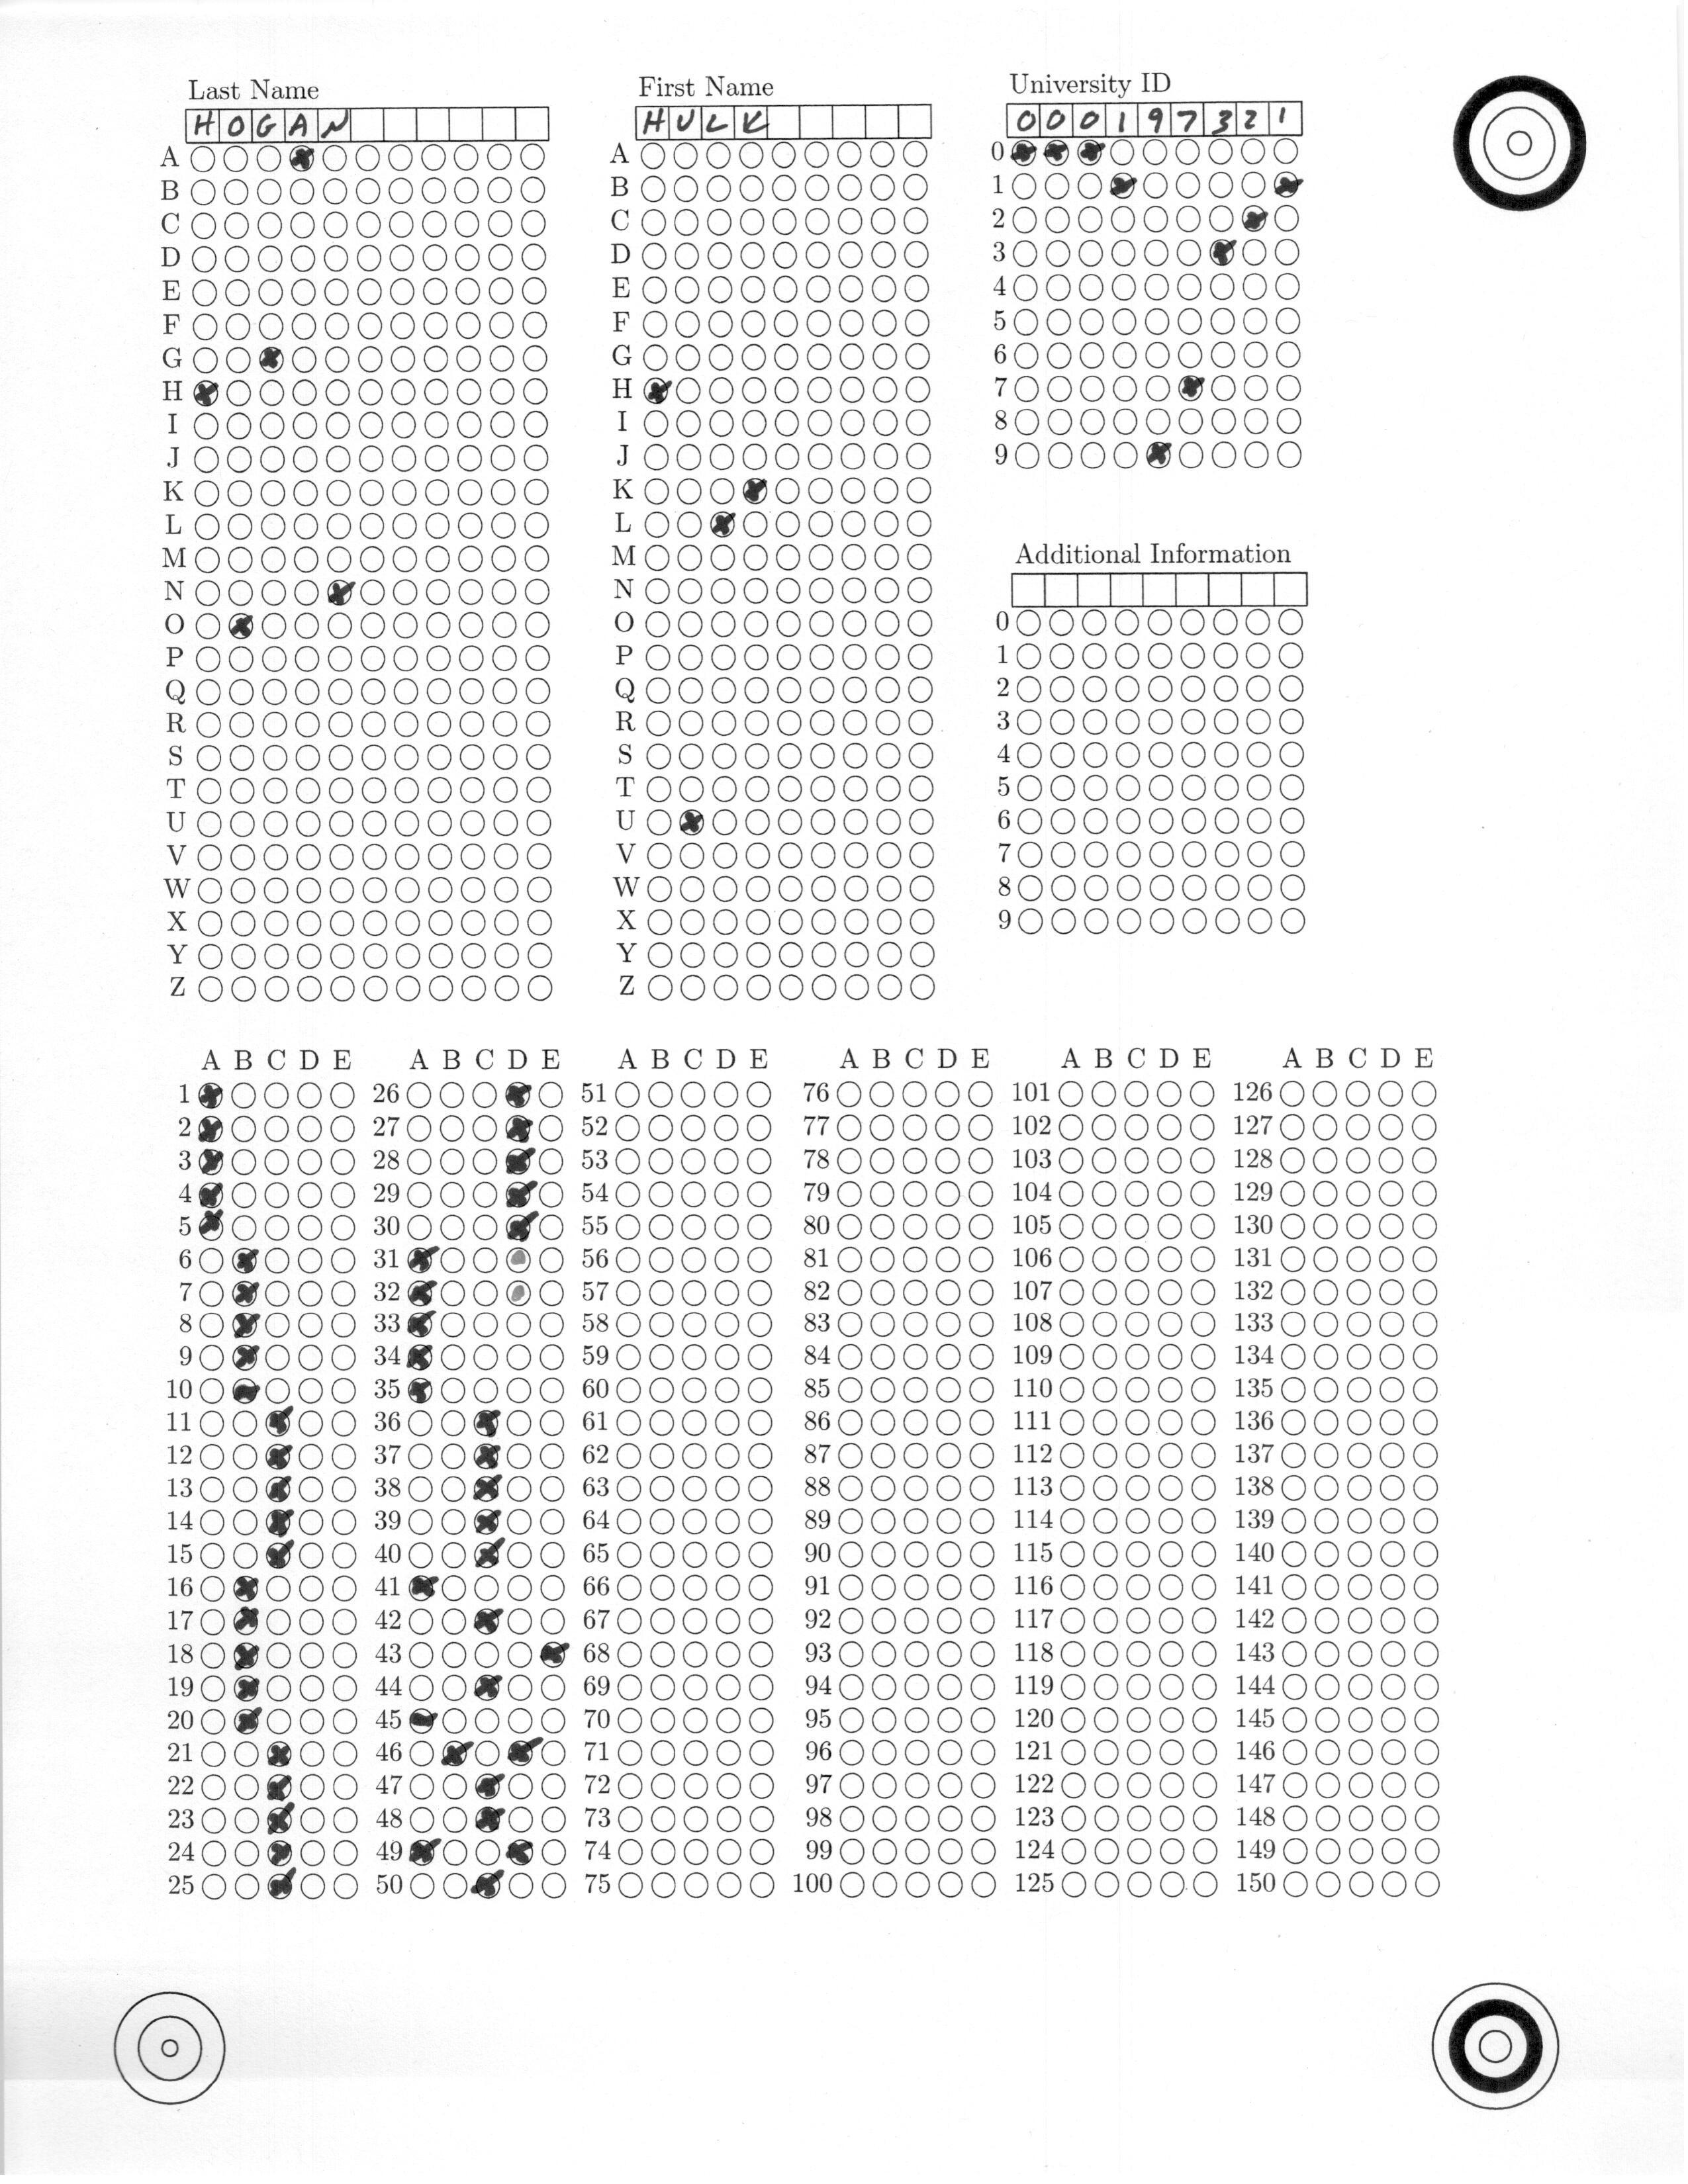 Last Name
HOGAN
A
B
C
D
E
F
G
H
I
J
K
L
M
N
O
P
Q
R
S
T
U
V
W
X
Y
Z
First Name
HULK
A
B
C
D
E
F
G
H
I
J
K
L
M
N
O
P
Q
R
S
T
U
V
W
X
Y
Z
University ID
000197321
0
1
2
3
4
5
6
7
8
9
Additional Information
0
1
2
3
4
5
6
7
8
9
A B C D E
1
2
3
4
5
6
7
8
9
10
11
12
13
14
15
16
17
18
19
20
21
22
23
24
25
A B C D E
26
27
28
29
30
31
32
33
34
35
36
37
38
39
40
41
42
43
44
45
46
47
48
49
50
A B C D E
51
52
53
54
55
56
57
58
59
60
61
62
63
64
65
66
67
68
69
70
71
72
73
74
75
A B C D E
76
77
78
79
80
81
82
83
84
85
86
87
88
89
90
91
92
93
94
95
96
97
98
99
100
A B C D E
101
102
103
104
105
106
107
108
109
110
111
112
113
114
115
116
117
118
119
120
121
122
123
124
125
A B C D E
126
127
128
129
130
131
132
133
134
135
136
137
138
139
140
141
142
143
144
145
146
147
148
149
150